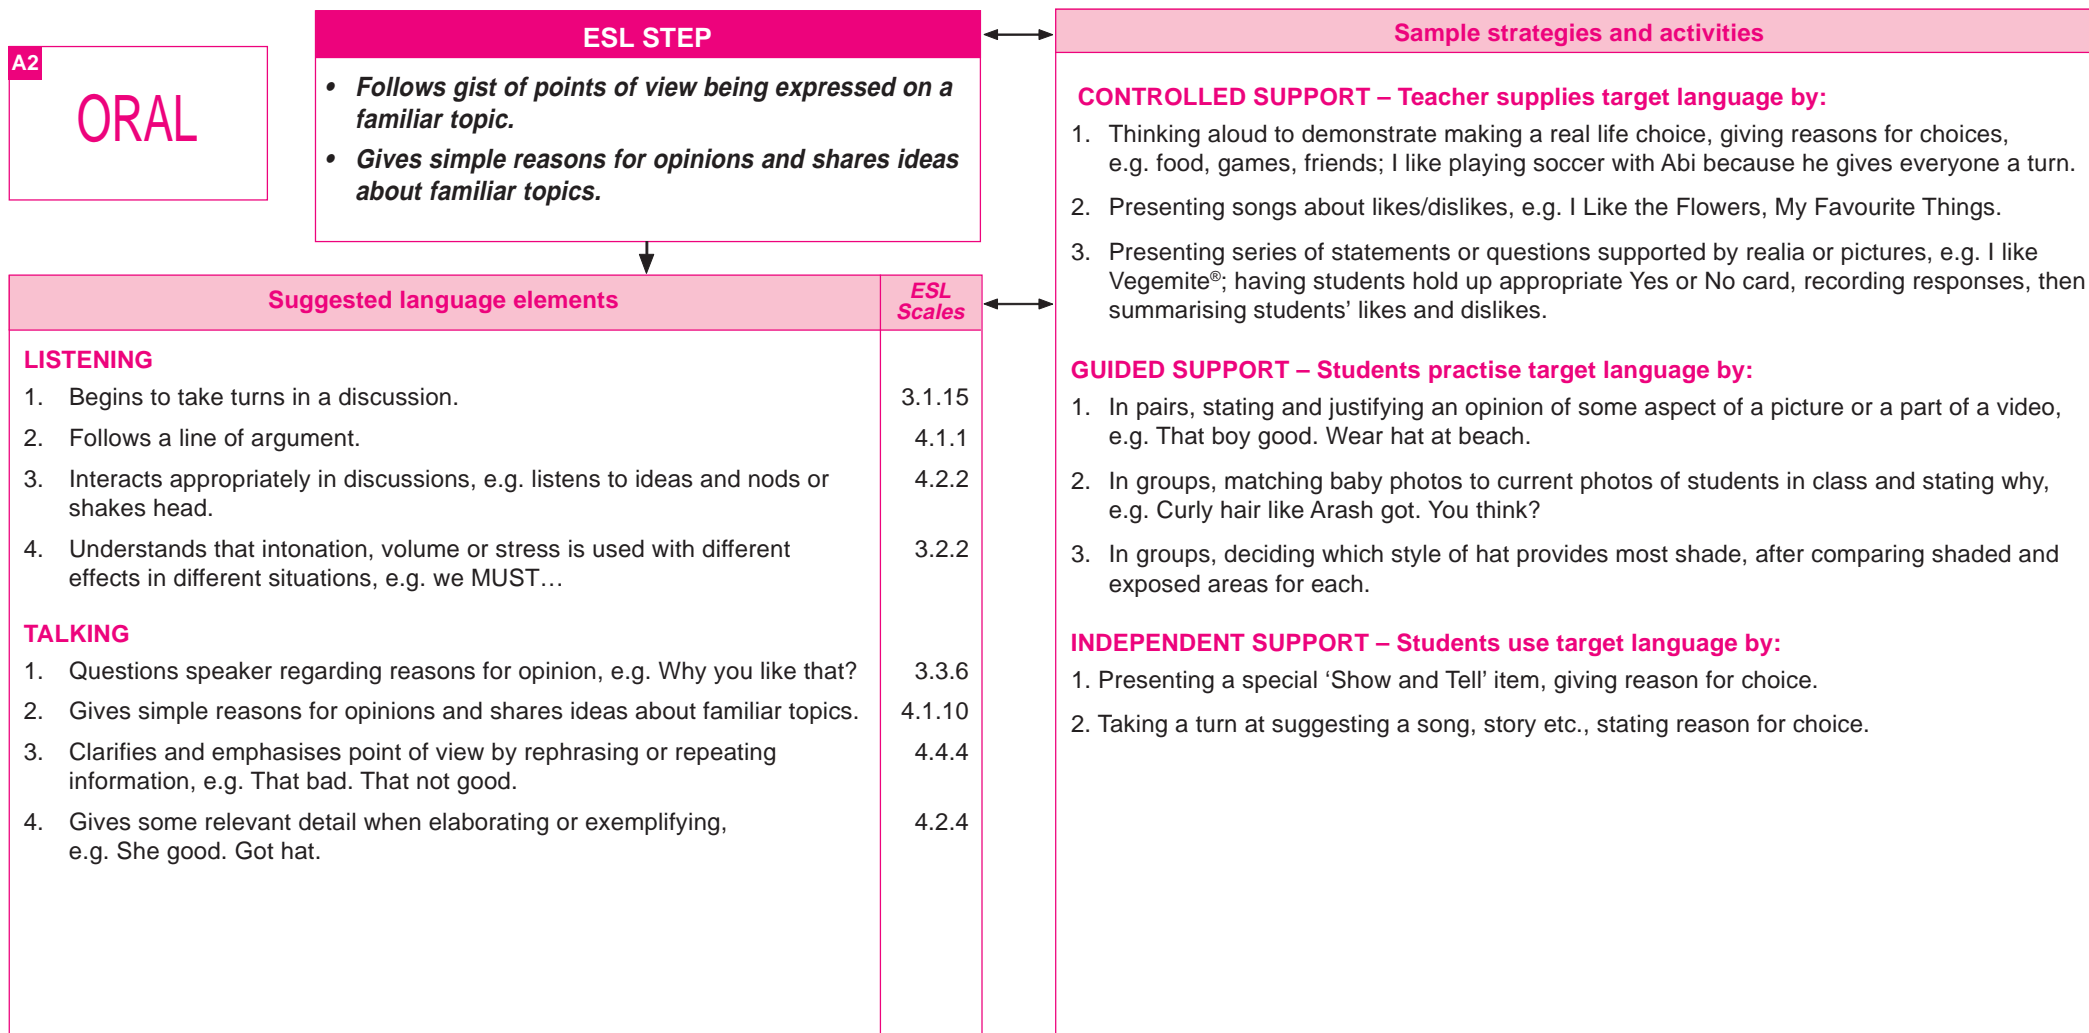 A2
ORAL
ESL STEP
• Follows gist of points of view being expressed on a
familiar topic.
• Gives simple reasons for opinions and shares ideas
about familiar topics.
Suggested language elements
ESL
Scales
LISTENING
1. Begins to take turns in a discussion. 3.1.15
2. Follows a line of argument. 4.1.1
3. Interacts appropriately in discussions, e.g. listens to ideas and nods or 4.2.2
shakes head.
4. Understands that intonation, volume or stress is used with different 3.2.2
effects in different situations, e.g. we MUST…
TALKING
1. Questions speaker regarding reasons for opinion, e.g. Why you like that? 3.3.6
2. Gives simple reasons for opinions and shares ideas about familiar topics. 4.1.10
3. Clarifies and emphasises point of view by rephrasing or repeating 4.4.4
information, e.g. That bad. That not good.
4. Gives some relevant detail when elaborating or exemplifying, 4.2.4
e.g. She good. Got hat.
Sample strategies and activities
CONTROLLED SUPPORT – Teacher supplies target language by:
1. Thinking aloud to demonstrate making a real life choice, giving reasons for choices,
e.g. food, games, friends; I like playing soccer with Abi because he gives everyone a turn.
2. Presenting songs about likes/dislikes, e.g. I Like the Flowers, My Favourite Things.
3. Presenting series of statements or questions supported by realia or pictures, e.g. I like
Vegemite®; having students hold up appropriate Yes or No card, recording responses, then
summarising students’ likes and dislikes.
GUIDED SUPPORT – Students practise target language by:
1. In pairs, stating and justifying an opinion of some aspect of a picture or a part of a video,
e.g. That boy good. Wear hat at beach.
2. In groups, matching baby photos to current photos of students in class and stating why,
e.g. Curly hair like Arash got. You think?
3. In groups, deciding which style of hat provides most shade, after comparing shaded and
exposed areas for each.
INDEPENDENT SUPPORT – Students use target language by:
1. Presenting a special ‘Show and Tell’ item, giving reason for choice.
2. Taking a turn at suggesting a song, story etc., stating reason for choice.